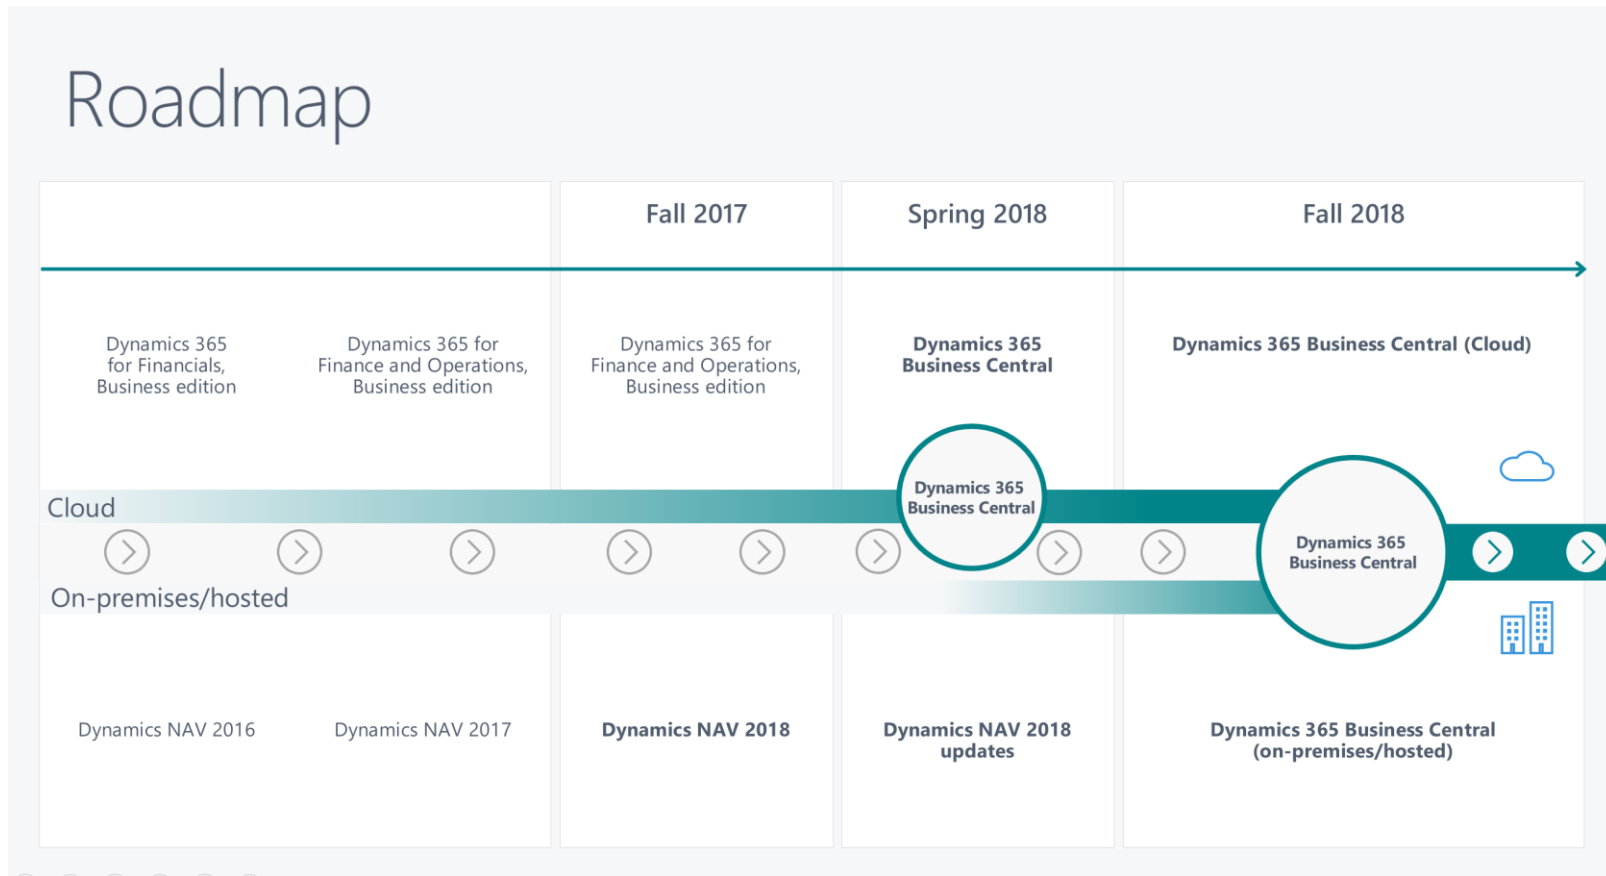 Roadmap
Fall 2017
Spring 2018
Fall 2018
Dynamics 365
for Financials,
Business edition
Dynamics 365 for
Finance and Operations,
Business edition
Dynamics 365 for
Finance and Operations,
Business edition
Dynamics 365
Business Central
Dynamics 365 Business Central (Cloud)
Cloud
Dynamics 365
Business Central
Dynamics 365
Business Central
On-premises/hosted
Dynamics NAV 2016
Dynamics NAV 2017
Dynamics NAV 2018
Dynamics NAV 2018
updates
Dynamics 365 Business Central
(on-premises/hosted)